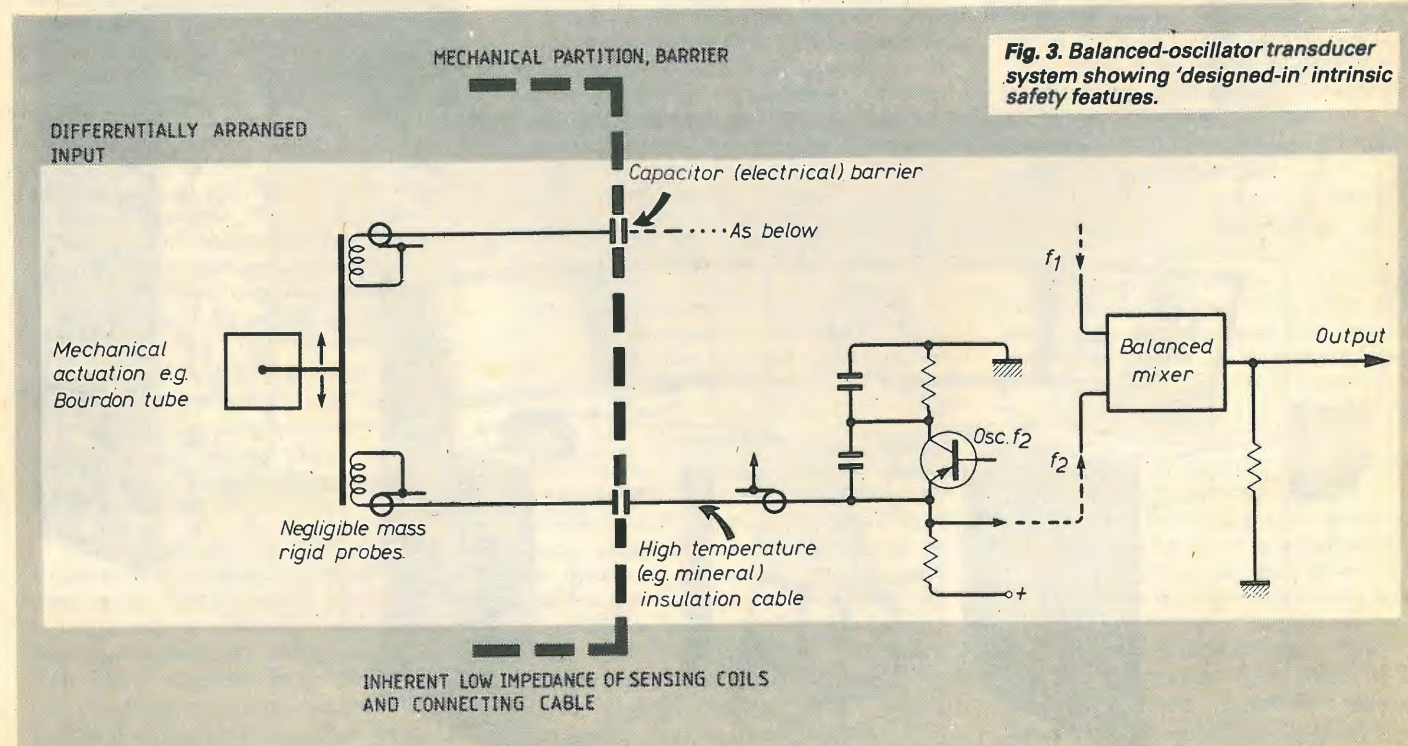 Fig. 3. Balanced-oscillator transducer
system showing 'designed-in' intrinsic
safety features.
MECHANICAL PARTITION, BARRIER
DIFFERENTIALLY ARRANGED
INPUT
Capacitor (electrical) barrier
As below
f1
Mechanical
actuation e.g.
Bourdon tube
Balanced
mixer
Output
Osc. f2
f2
Negligible mass
rigid probes.
High temperature
(e.g. mineral)
insulation cable
+
INHERENT LOW IMPEDANCE OF SENSING COILS
AND CONNECTING CABLE